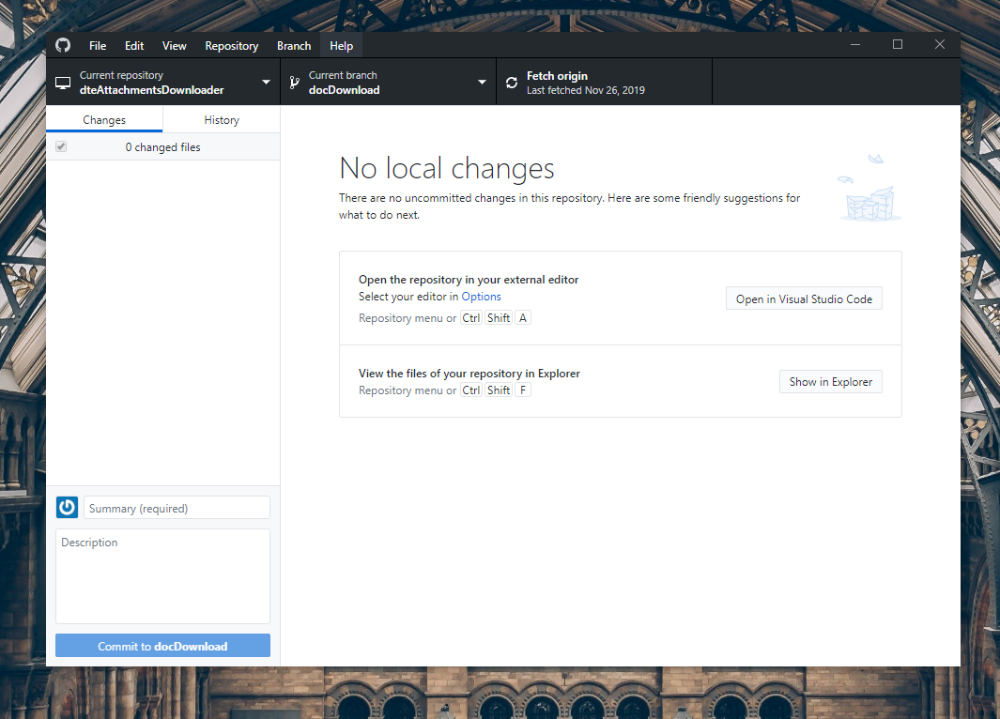 File Edit View Repository Branch Help
Current repository
dteAttachmentsDownloader
Current branch
docDownload
Fetch origin
Last fetched Nov 26, 2019
Changes
History
0 changed files
No local changes
There are no uncommitted changes in this repository. Here are some friendly suggestions for
what to do next.
Open the repository in your external editor
Select your editor in Options
Repository menu or Ctrl Shift A
Open in Visual Studio Code
View the files of your repository in Explorer
Repository menu or Ctrl Shift F
Show in Explorer
Summary (required)
Description
Commit to docDownload